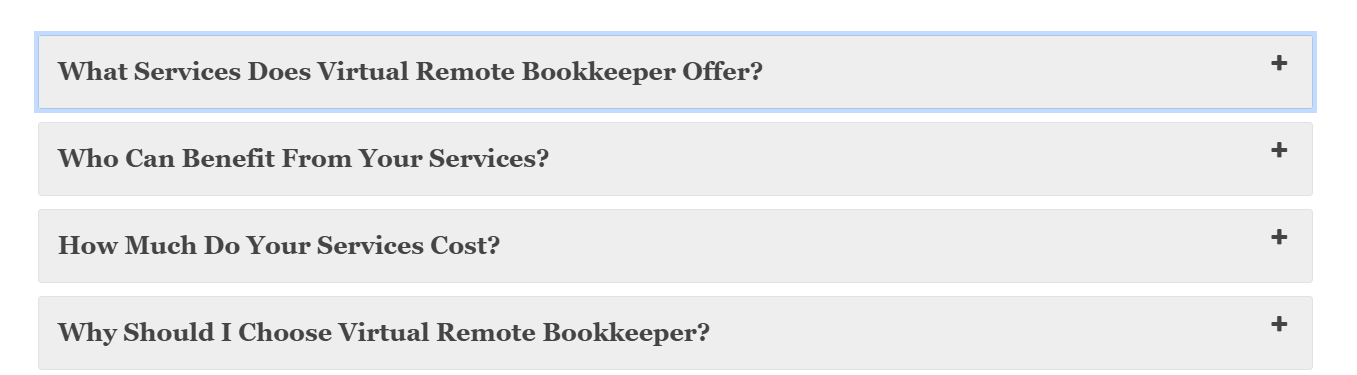 What Services Does Virtual Remote Bookkeeper Offer?
Who Can Benefit From Your Services?
How Much Do Your Services Cost?
Why Should I Choose Virtual Remote Bookkeeper?